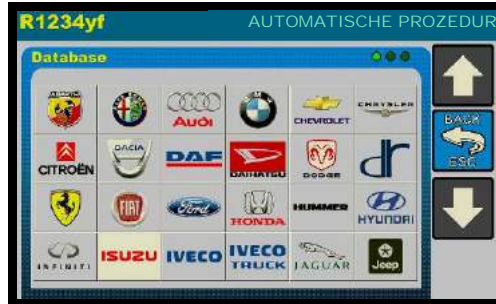 R1234yf
AUTOMATISCHE PROZEDUR
Database
ABARTH
Audi
CHEVROLET
CHRYSLER
BACK
CITROËN
DACIA
DAF
DAIHATSU
DODGE
dr
ESC
FIAT
Ford
HONDA
HUMMER
HYUNDAI
INFINITI
ISUZU
IVECO
IVECO
TRUCK
JAGUAR
Jeep